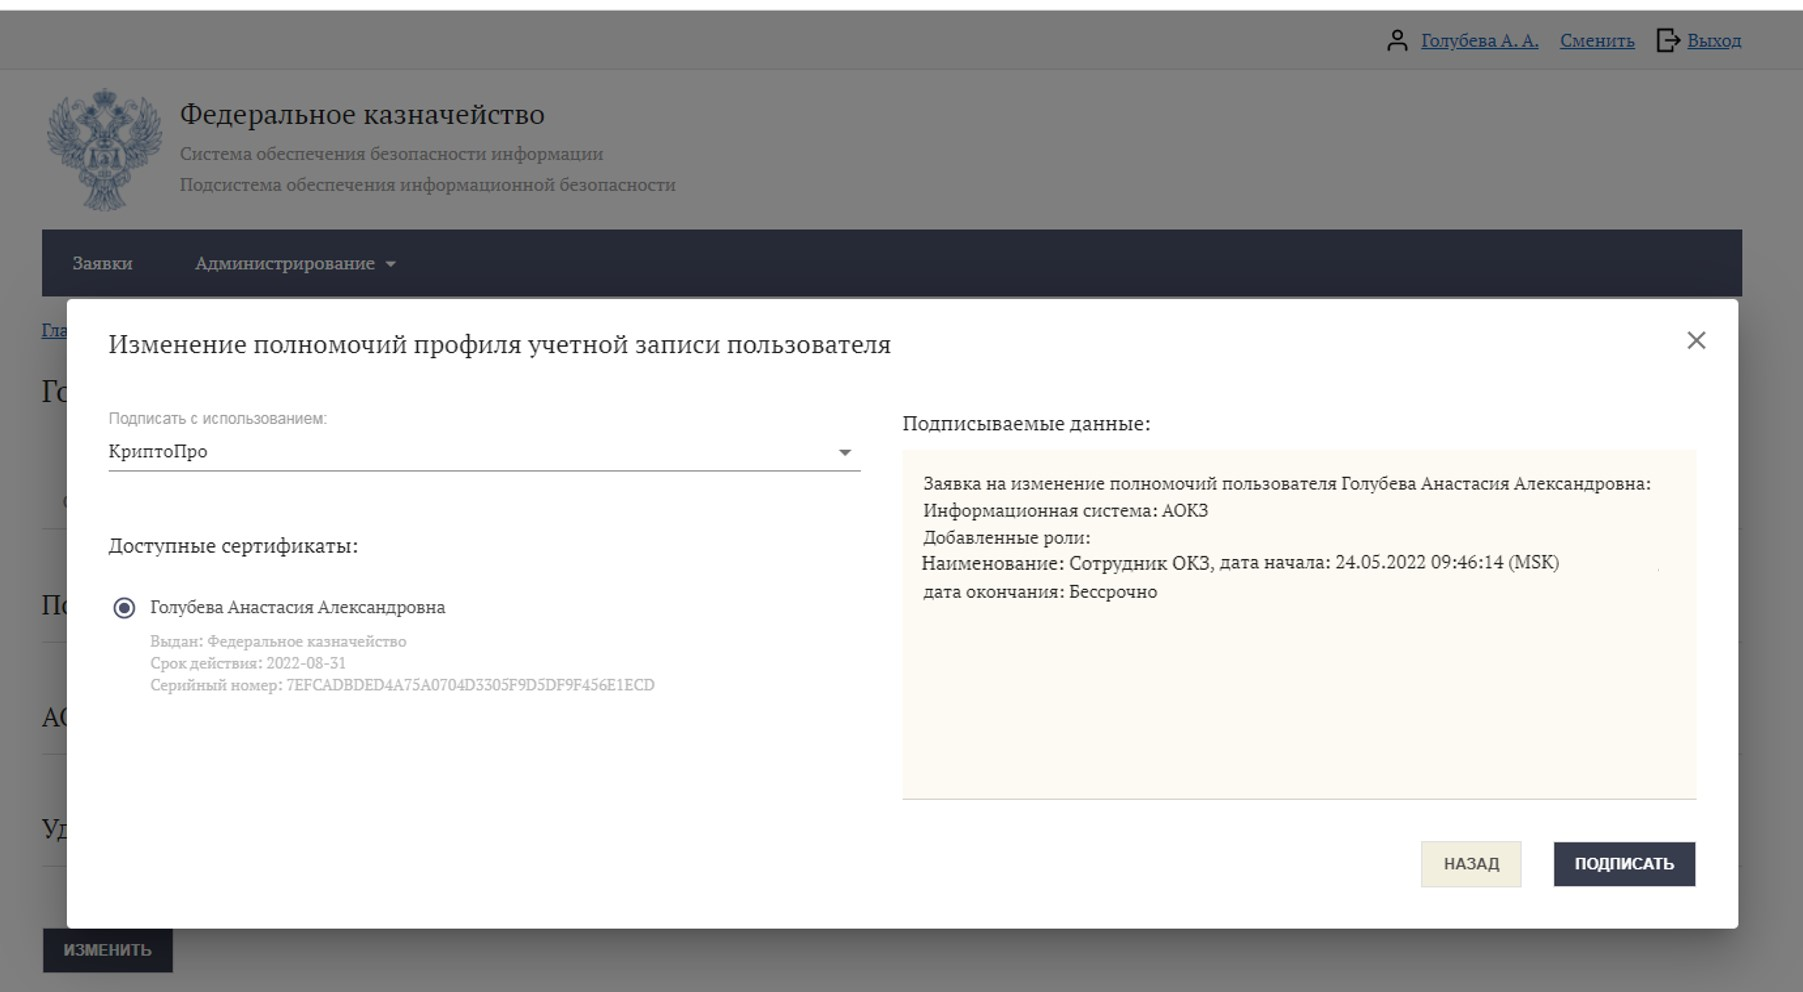 Голубева А. А. Сменить Выход
Федеральное казначейство
Система обеспечения безопасности информации
Подсистема обеспечения информационной безопасности
Заявки Администрирование
Изменение полномочий профиля учетной записи пользователя
Подписать с использованием:
КриптоПро
Доступные сертификаты:
Голубева Анастасия Александровна
Выдан: Федеральное казначейство
Срок действия: 2022-08-31
Серийный номер: 7EFCADBDED4A75A0704D3305F9D5DF9F456E1ECD
Подписываемые данные:
Заявка на изменение полномочий пользователя Голубева Анастасия Александровна:
Информационная система: АОКЗ
Добавленные роли:
Наименование: Сотрудник ОКЗ, дата начала: 24.05.2022 09:46:14 (MSK)
дата окончания: Бессрочно
НАЗАД ПОДПИСАТЬ
ИЗМЕНИТЬ